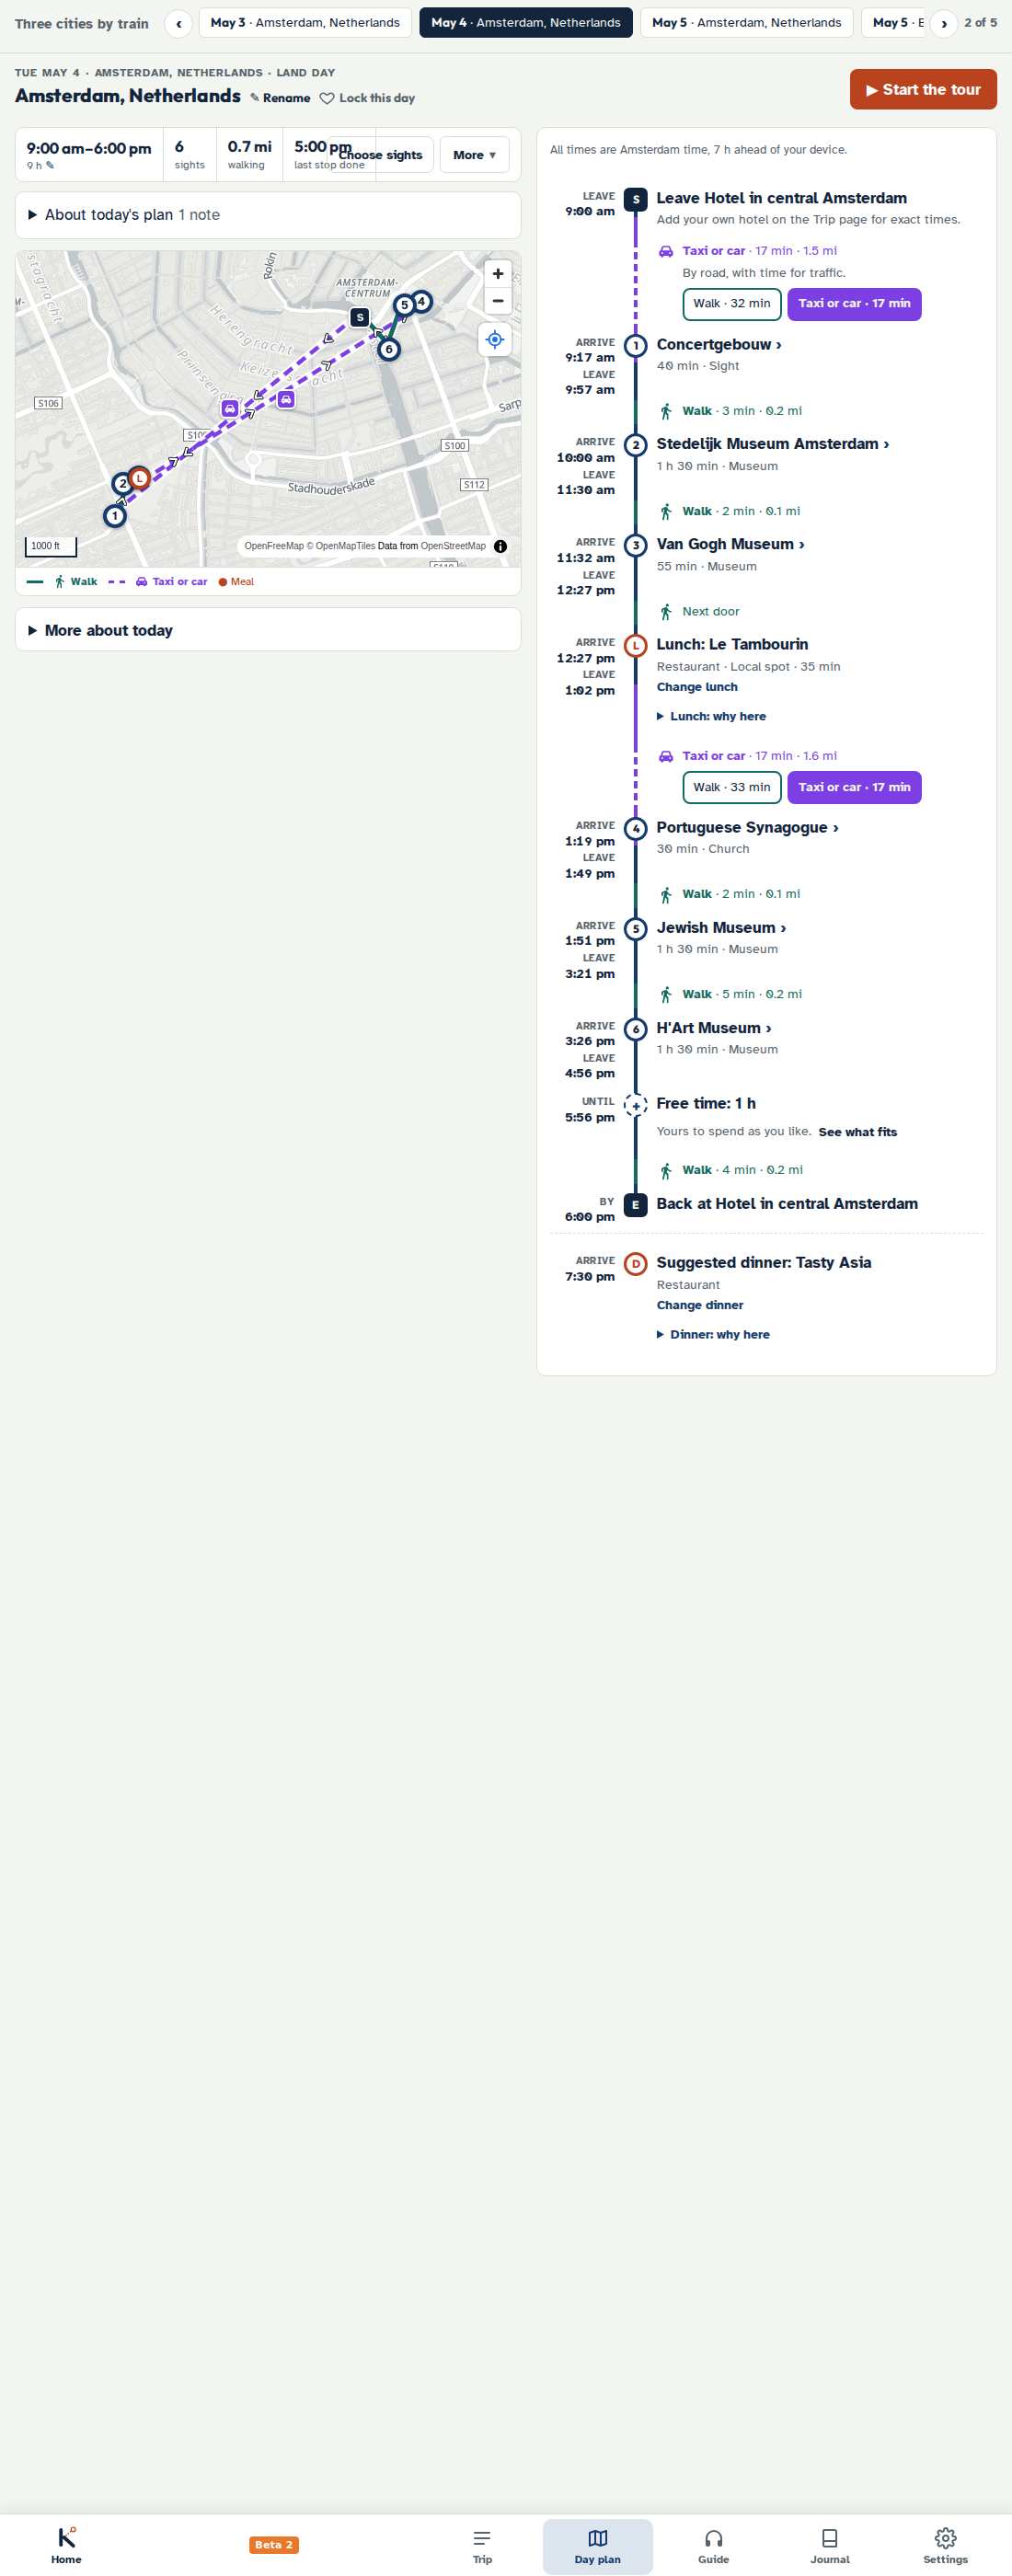 Three cities by train
‹
May 3 · Amsterdam, Netherlands
May 4 · Amsterdam, Netherlands
May 5 · Amsterdam, Netherlands
May 5 ·
›
2 of 5
TUE MAY 4 · AMSTERDAM, NETHERLANDS · LAND DAY
Amsterdam, Netherlands
✎ Rename
Lock this day
▶ Start the tour
9:00 am–6:00 pm
9 h ✎
6
sights
0.7 mi
walking
5:00 pm
last stop done
Choose sights
More ▾
▶ About today's plan 1 note
Rokin
AMSTERDAM-
CENTRUM
Herengracht
S106
S100
S112
Stadhouderskade
S
5
4
6
2
L
1
+
−
1000 ft
OpenFreeMap © OpenMapTiles Data from OpenStreetMap
Walk
Taxi or car
Meal
▶ More about today
All times are Amsterdam time, 7 h ahead of your device.
LEAVE
9:00 am
S
Leave Hotel in central Amsterdam
Add your own hotel on the Trip page for exact times.
Taxi or car · 17 min · 1.5 mi
By road, with time for traffic.
Walk · 32 min
Taxi or car · 17 min
ARRIVE
9:17 am
LEAVE
9:57 am
1
Concertgebouw ›
40 min · Sight
Walk · 3 min · 0.2 mi
ARRIVE
10:00 am
LEAVE
11:30 am
2
Stedelijk Museum Amsterdam ›
1 h 30 min · Museum
Walk · 2 min · 0.1 mi
ARRIVE
11:32 am
LEAVE
12:27 pm
3
Van Gogh Museum ›
55 min · Museum
Next door
ARRIVE
12:27 pm
LEAVE
1:02 pm
L
Lunch: Le Tambourin
Restaurant · Local spot · 35 min
Change lunch
▶ Lunch: why here
Taxi or car · 17 min · 1.6 mi
Walk · 33 min
Taxi or car · 17 min
ARRIVE
1:19 pm
LEAVE
1:49 pm
4
Portuguese Synagogue ›
30 min · Church
Walk · 2 min · 0.1 mi
ARRIVE
1:51 pm
LEAVE
3:21 pm
5
Jewish Museum ›
1 h 30 min · Museum
Walk · 5 min · 0.2 mi
ARRIVE
3:26 pm
LEAVE
4:56 pm
6
H'Art Museum ›
1 h 30 min · Museum
UNTIL
5:56 pm
+
Free time: 1 h
Yours to spend as you like. See what fits
Walk · 4 min · 0.2 mi
BY
6:00 pm
E
Back at Hotel in central Amsterdam
ARRIVE
7:30 pm
D
Suggested dinner: Tasty Asia
Restaurant
Change dinner
▶ Dinner: why here
Home
Beta 2
Trip
Day plan
Guide
Journal
Settings